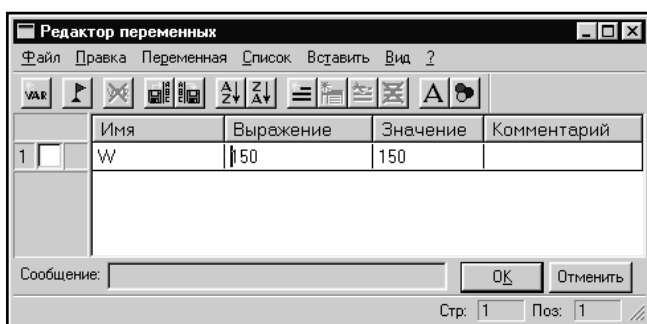 Редактор переменных
Файл Правка Переменная Список Вставить Вид ?
VAR A Z Z A A
Имя Выражение Значение Комментарий
1 W 150 150
Сообщение: OK Отменить
Стр: 1 Поз: 1